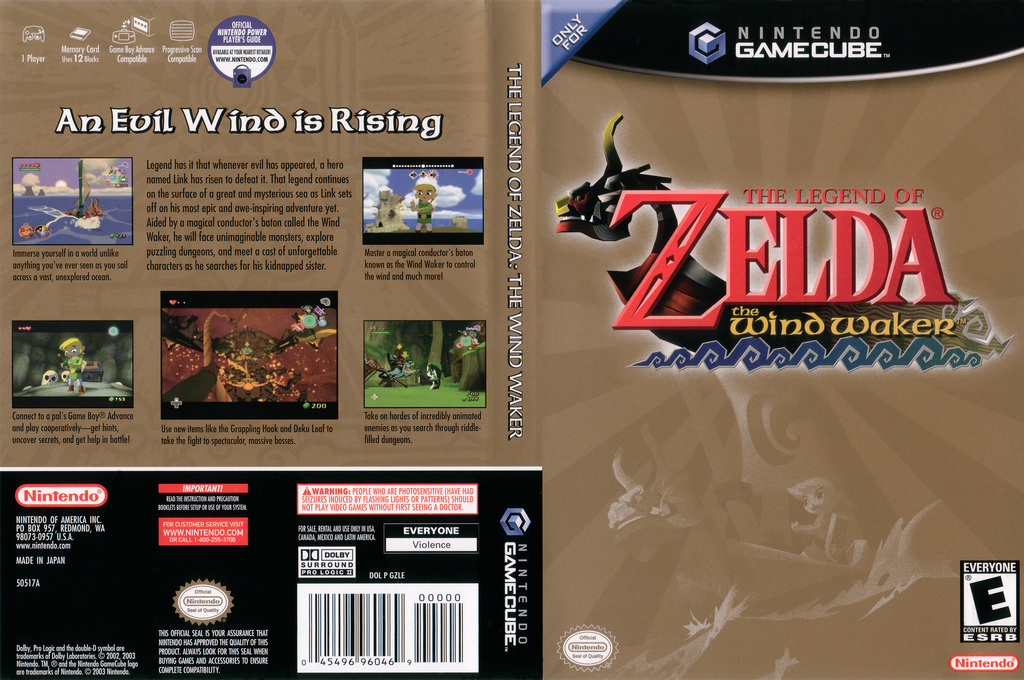 1 Player
Memory Card
Uses 12 Blocks
Game Boy Advance
Compatible
Progressive Scan
Compatible
OFFICIAL
NINTENDO POWER
PLAYER'S GUIDE
AVAILABLE AT YOUR NEAREST RETAILER!
WWW.NINTENDO.COM
An Evil Wind is Rising
Legend has it that whenever evil has appeared, a hero
named Link has risen to defeat it. That legend continues
on the surface of a great and mysterious sea as Link sets
off on his most epic and awe-inspiring adventure yet.
Aided by a magical conductor's baton called the Wind
Waker, he will face unimaginable monsters, explore
puzzling dungeons, and meet a cast of unforgettable
characters as he searches for his kidnapped sister.
Immerse yourself in a world unlike
anything you've ever seen as you sail
across a vast, unexplored ocean.
Master a magical conductor's baton
known as the Wind Waker to control
the wind and much more!
Connect to a pal's Game Boy® Advance
and play cooperatively—get hints,
uncover secrets, and get help in battle!
200
Use new items like the Grappling Hook and Deku Leaf to
take the fight to spectacular, massive bosses.
Take on hordes of incredibly animated
enemies as you search through riddle-
filled dungeons.
Nintendo®
NINTENDO OF AMERICA INC.
PO BOX 957, REDMOND, WA
98073-0957 U.S.A.
www.nintendo.com
MADE IN JAPAN
50517A
Dolby, Pro Logic and the double-D symbol are
trademarks of Dolby Laboratories. © 2002, 2003
Nintendo. TM, ® and the Nintendo GameCube logo
are trademarks of Nintendo. © 2003 Nintendo.
IMPORTANT!
READ THE INSTRUCTION AND PRECAUTION
BOOKLETS BEFORE SETUP OR USE OF YOUR SYSTEM.
FOR CUSTOMER SERVICE VISIT
WWW.NINTENDO.COM
OR CALL 1-800-255-3700
Official
Nintendo
Seal of Quality
THIS OFFICIAL SEAL IS YOUR ASSURANCE THAT
NINTENDO HAS APPROVED THE QUALITY OF THIS
PRODUCT. ALWAYS LOOK FOR THIS SEAL WHEN
BUYING GAMES AND ACCESSORIES TO ENSURE
COMPLETE COMPATIBILITY.
WARNING: PEOPLE WHO ARE PHOTOSENSITIVE (HAVE HAD
SEIZURES INDUCED BY FLASHING LIGHTS OR PATTERNS) SHOULD
NOT PLAY VIDEO GAMES WITHOUT FIRST SEEING A DOCTOR.
FOR SALE, RENTAL AND USE ONLY IN USA,
CANADA, MEXICO AND LATIN AMERICA.
EVERYONE
Violence
DOLBY
SURROUND
PRO LOGIC II
DOL P GZLE
00000
0 45496 96046 9
THE LEGEND OF ZELDA: THE WIND WAKER
NINTENDO
GAMECUBE™
ONLY
FOR
NINTENDO
GAMECUBE™
THE LEGEND OF
ZELDA®
the Wind Waker™
Official
Nintendo
Seal of Quality
EVERYONE
E®
CONTENT RATED BY
ESRB
Nintendo®